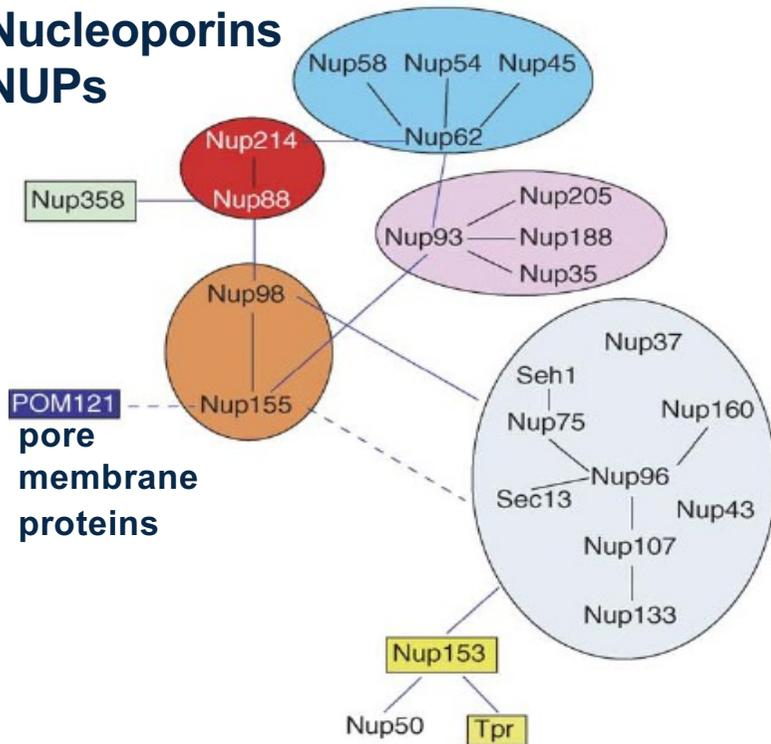 Nucleoporins
NUPs
Nup58 Nup54 Nup45
Nup62
Nup214
Nup88
Nup358
Nup205
Nup93 Nup188
Nup35
Nup98
Nup155
POM121
pore
membrane
proteins
Nup37
Seh1
Nup75
Nup160
Nup96
Sec13
Nup43
Nup107
Nup133
Nup153
Nup50
Tpr